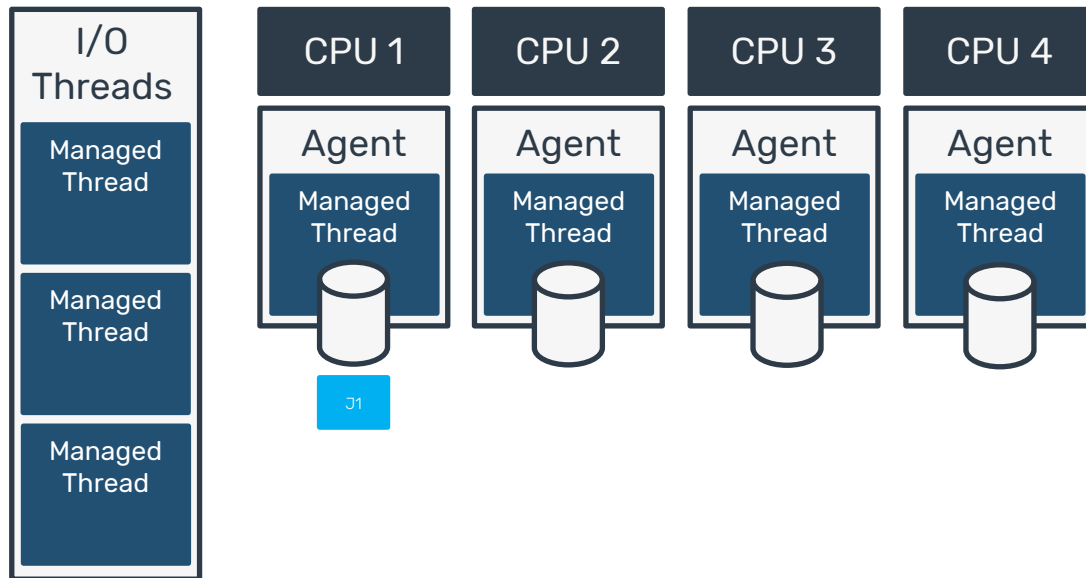 I/O
Threads
Managed
Thread
Managed
Thread
Managed
Thread
CPU 1
CPU 2
CPU 3
CPU 4
Agent
Agent
Agent
Agent
Managed
Thread
Managed
Thread
Managed
Thread
Managed
Thread
J1